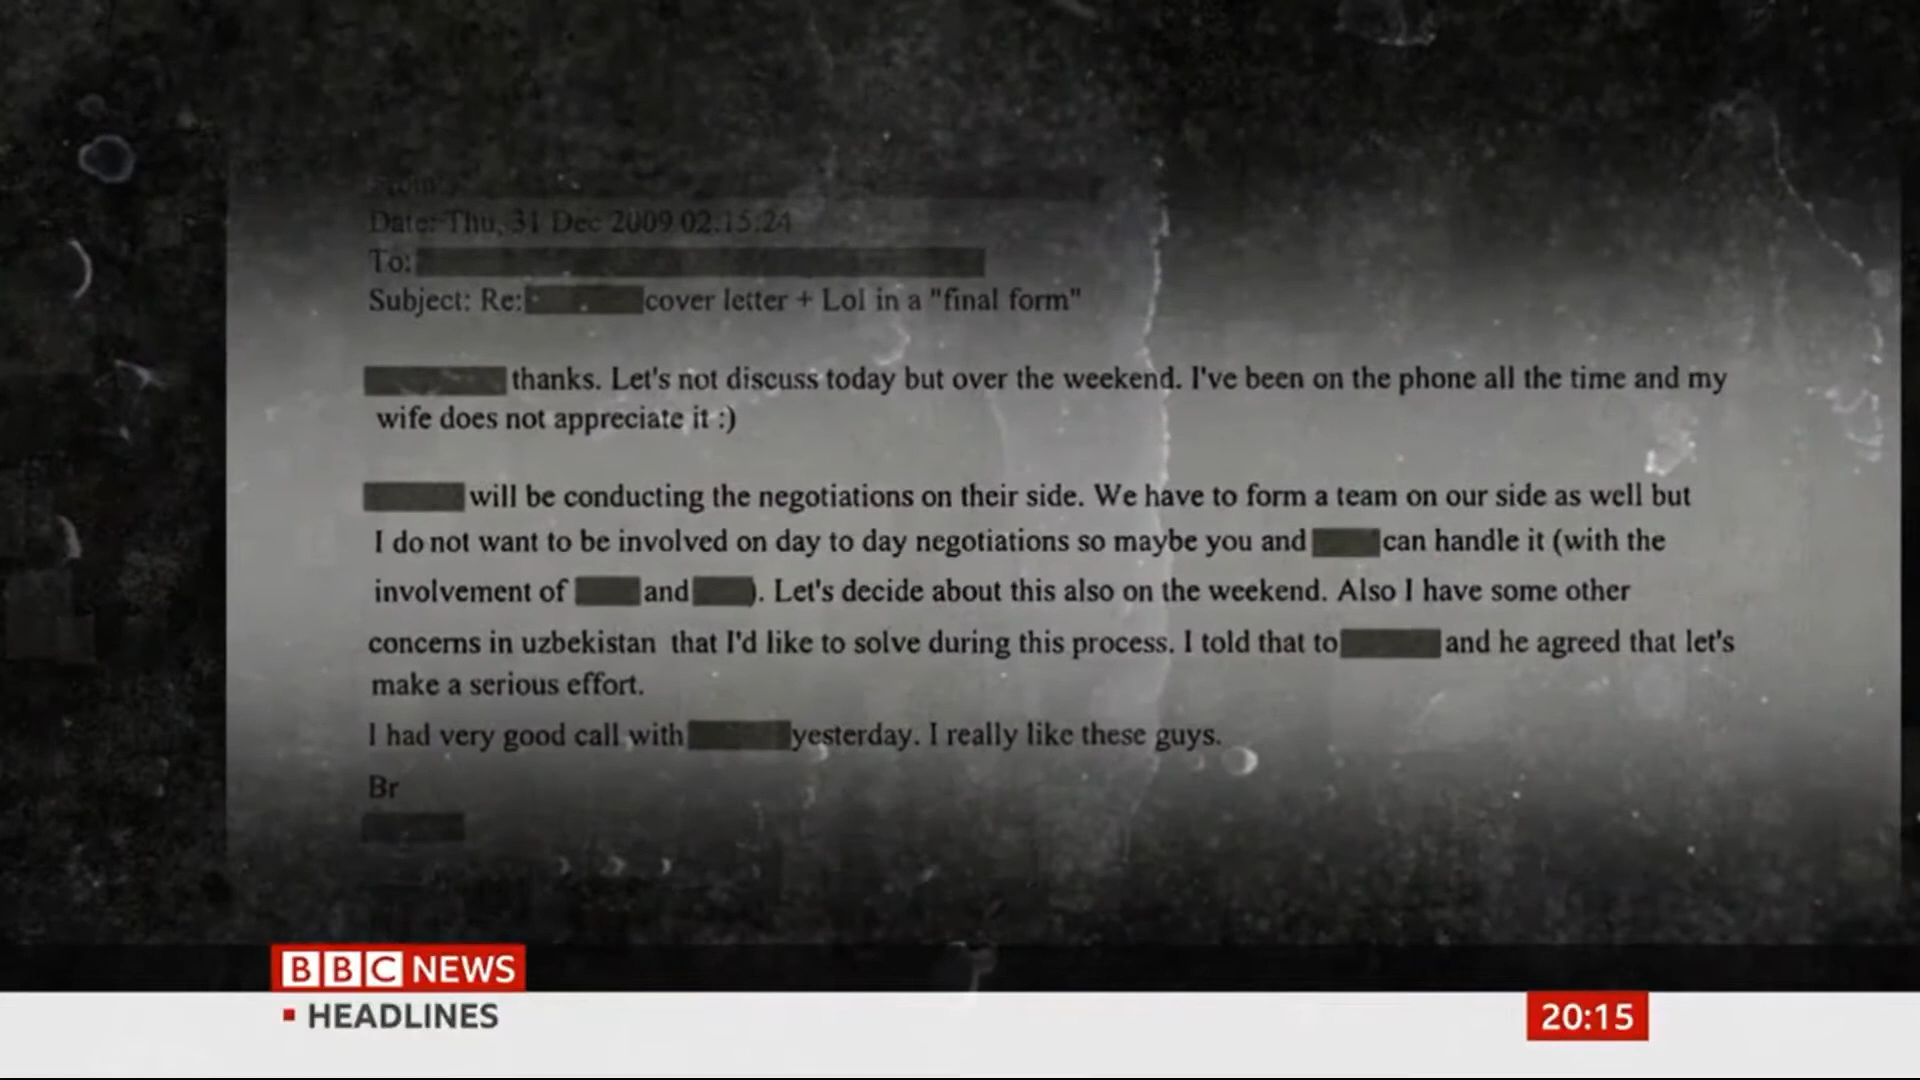 From:
Date: Thu, 31 Dec 2009 02:15:24
To:
Subject: Re: cover letter + Lol in a "final form"
thanks. Let's not discuss today but over the weekend. I've been on the phone all the time and my
wife does not appreciate it :)
will be conducting the negotiations on their side. We have to form a team on our side as well but
I do not want to be involved on day to day negotiations so maybe you and can handle it (with the
involvement of and ). Let's decide about this also on the weekend. Also I have some other
concerns in uzbekistan that I'd like to solve during this process. I told that to and he agreed that let's
make a serious effort.
I had very good call with yesterday. I really like these guys.
Br
BBC NEWS
HEADLINES
20:15